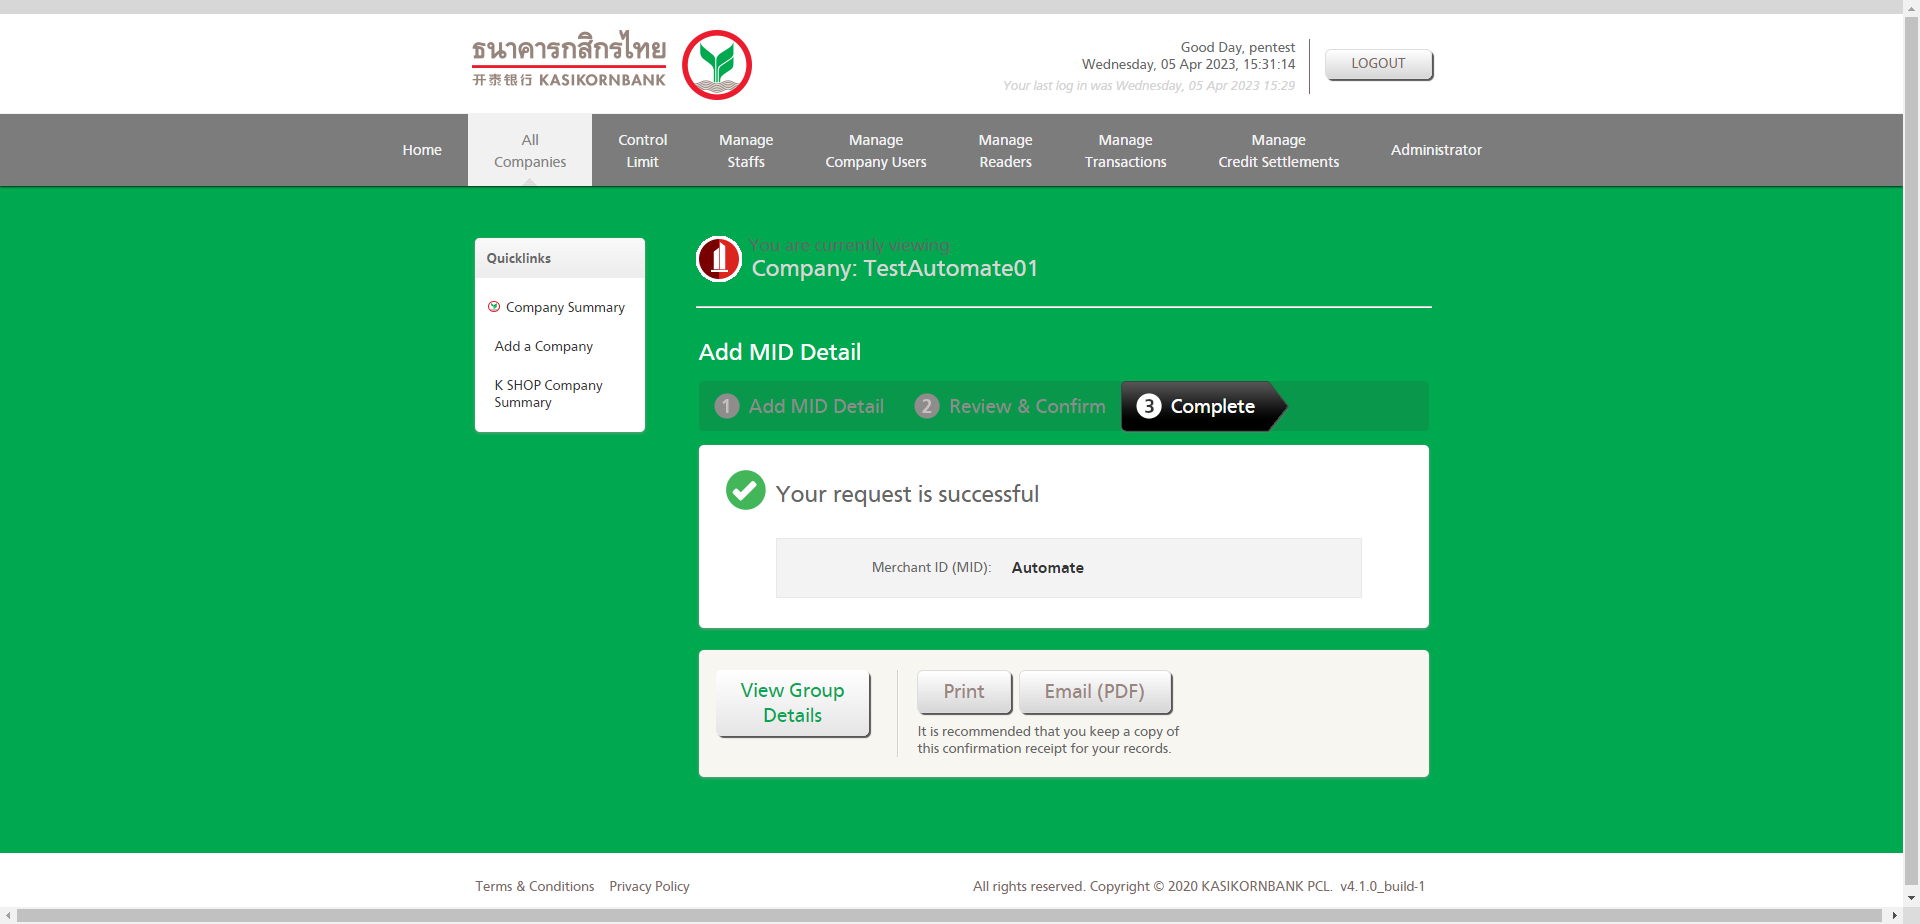 ธนาคารกสิกรไทย
开泰银行 KASIKORNBANK
Good Day, pentest
Wednesday, 05 Apr 2023, 15:31:14
Your last log in was Wednesday, 05 Apr 2023 15:29
LOGOUT
Home
All
Companies
Control
Limit
Manage
Staffs
Manage
Company Users
Manage
Readers
Manage
Transactions
Manage
Credit Settlements
Administrator
Quicklinks
Company Summary
Add a Company
K SHOP Company
Summary
You are currently viewing
Company: TestAutomate01
Add MID Detail
1 Add MID Detail
2 Review & Confirm
3 Complete
Your request is successful
Merchant ID (MID): Automate
View Group
Details
Print
Email (PDF)
It is recommended that you keep a copy of
this confirmation receipt for your records.
Terms & Conditions
Privacy Policy
All rights reserved. Copyright © 2020 KASIKORNBANK PCL. v4.1.0_build-1